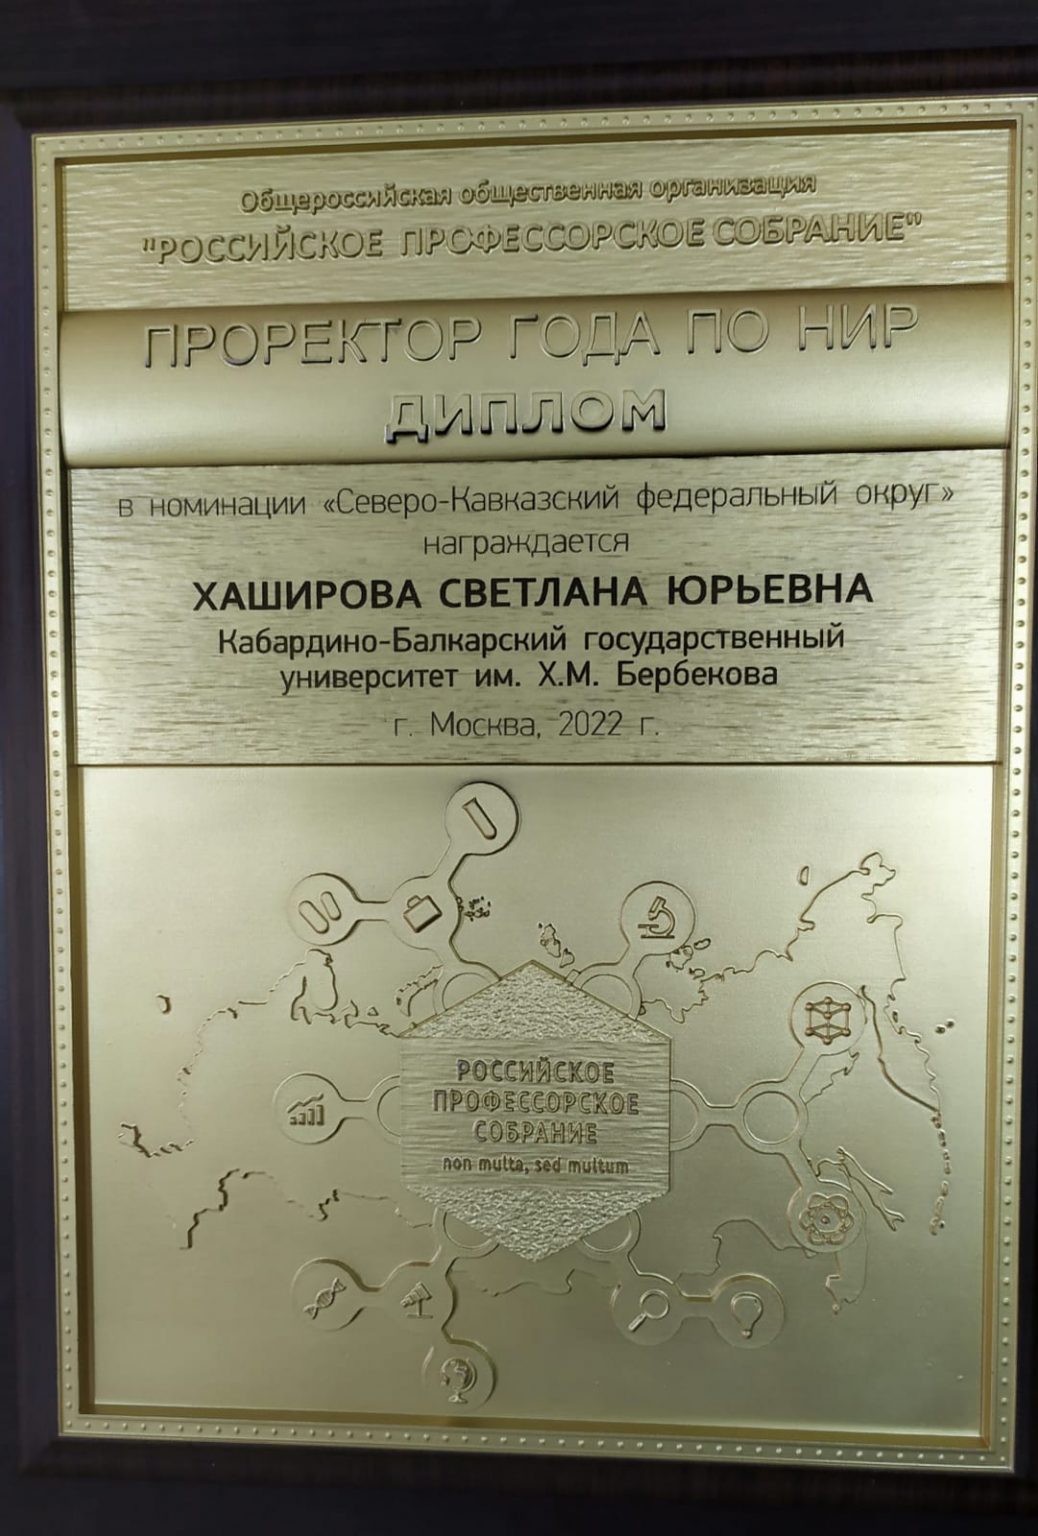 Общероссийская общественная организация
"РОССИЙСКОЕ ПРОФЕССОРСКОЕ СОБРАНИЕ"
ПРОРЕКТОР ГОДА ПО НИР
ДИПЛОМ
в номинации «Северо-Кавказский федеральный округ»
награждается
ХАШИРОВА СВЕТЛАНА ЮРЬЕВНА
Кабардино-Балкарский государственный
университет им. Х.М. Бербекова
г. Москва, 2022 г.
РОССИЙСКОЕ
ПРОФЕССОРСКОЕ
СОБРАНИЕ
non multa, sed multum